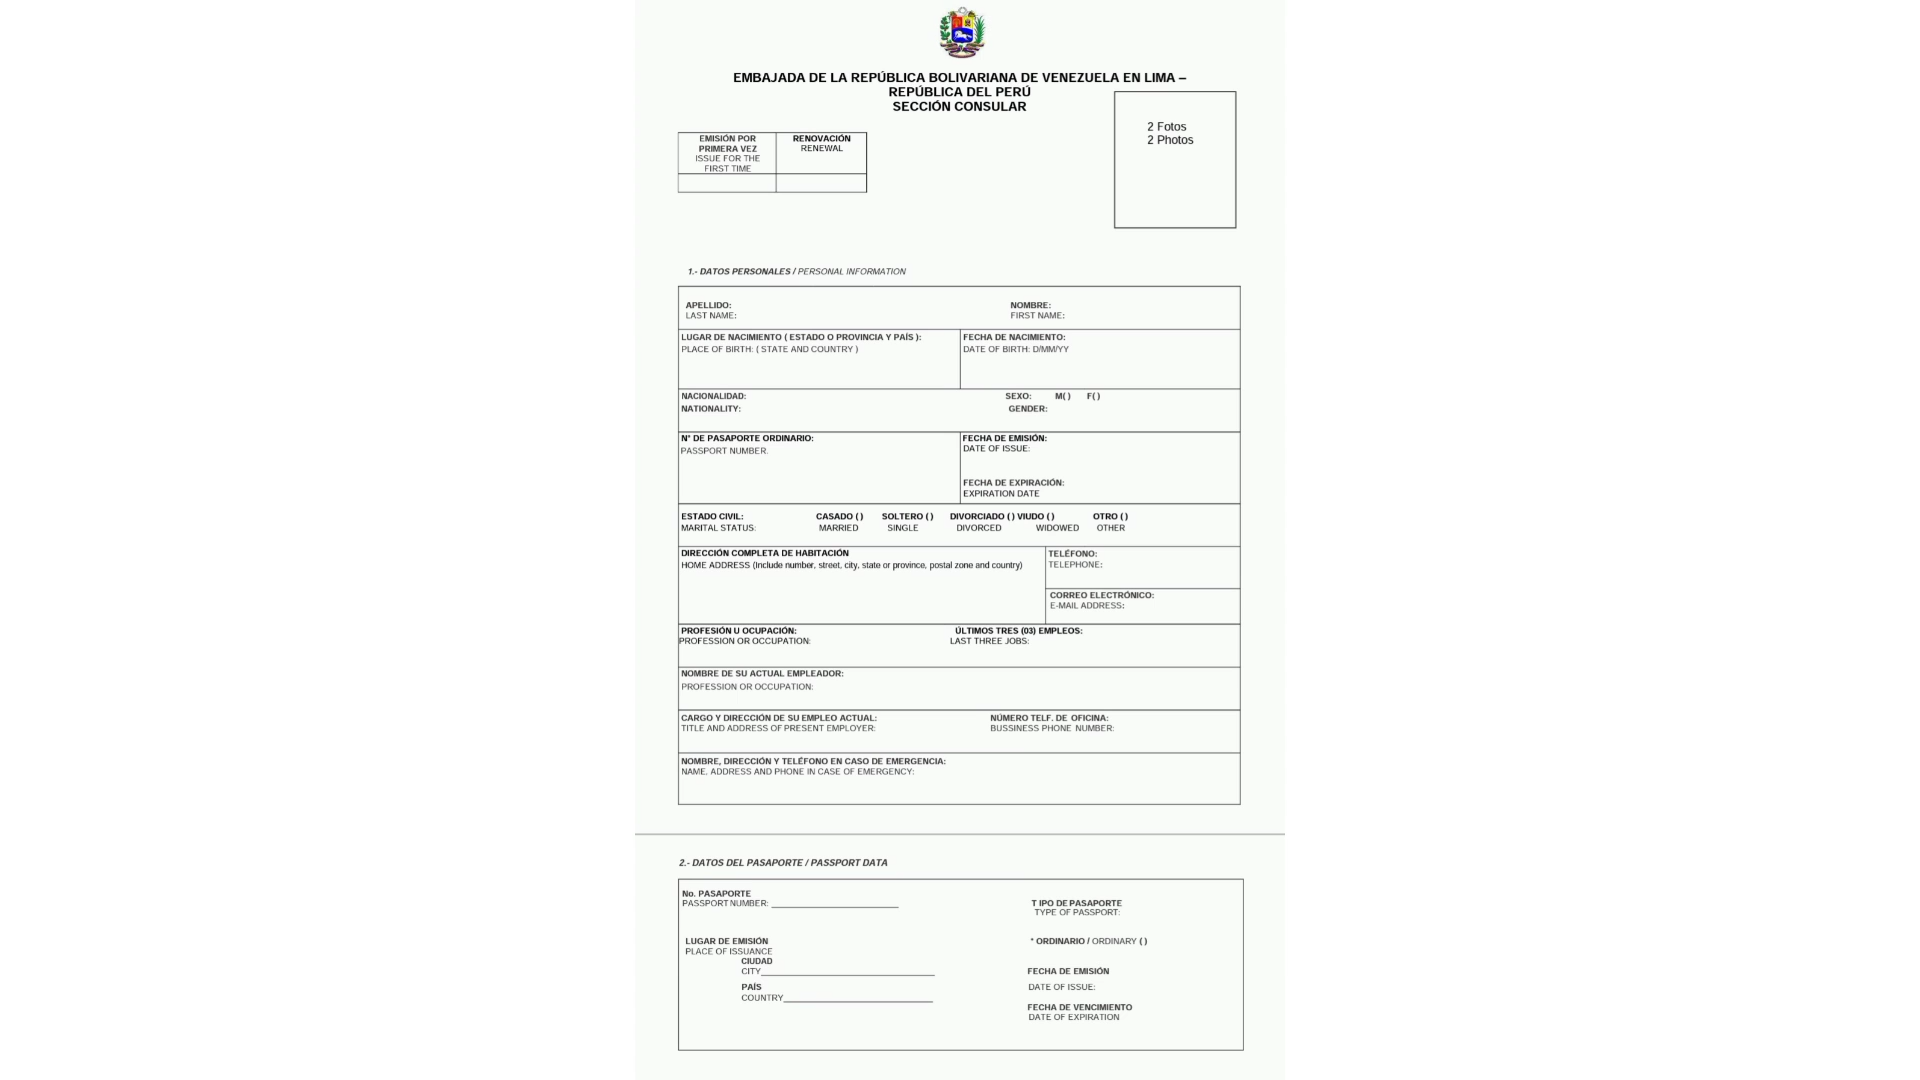 EMBAJADA DE LA REPÚBLICA BOLIVARIANA DE VENEZUELA EN LIMA –
REPÚBLICA DEL PERÚ
SECCIÓN CONSULAR
2 Fotos
2 Photos
EMISIÓN POR
PRIMERA VEZ
ISSUE FOR THE
FIRST TIME
RENOVACIÓN
RENEWAL
1.- DATOS PERSONALES / PERSONAL INFORMATION
APELLIDO: NOMBRE:
LAST NAME: FIRST NAME:
LUGAR DE NACIMIENTO ( ESTADO O PROVINCIA Y PAÍS ): FECHA DE NACIMIENTO:
PLACE OF BIRTH: ( STATE AND COUNTRY ) DATE OF BIRTH: D/MM/YY
NACIONALIDAD: SEXO: M( ) F( )
NATIONALITY: GENDER:
N° DE PASAPORTE ORDINARIO: FECHA DE EMISIÓN:
PASSPORT NUMBER. DATE OF ISSUE:
FECHA DE EXPIRACIÓN:
EXPIRATION DATE
ESTADO CIVIL: CASADO ( ) SOLTERO ( ) DIVORCIADO ( ) VIUDO ( ) OTRO ( )
MARITAL STATUS: MARRIED SINGLE DIVORCED WIDOWED OTHER
DIRECCIÓN COMPLETA DE HABITACIÓN TELÉFONO:
HOME ADDRESS (Include number, street, city, state or province, postal zone and country) TELEPHONE:
CORREO ELECTRÓNICO:
E-MAIL ADDRESS:
PROFESIÓN U OCUPACIÓN: ÚLTIMOS TRES (03) EMPLEOS:
PROFESSION OR OCCUPATION: LAST THREE JOBS:
NOMBRE DE SU ACTUAL EMPLEADOR:
PROFESSION OR OCCUPATION:
CARGO Y DIRECCIÓN DE SU EMPLEO ACTUAL: NÚMERO TELF. DE OFICINA:
TITLE AND ADDRESS OF PRESENT EMPLOYER: BUSSINESS PHONE NUMBER:
NOMBRE, DIRECCIÓN Y TELÉFONO EN CASO DE EMERGENCIA:
NAME, ADDRESS AND PHONE IN CASE OF EMERGENCY:
2.- DATOS DEL PASAPORTE / PASSPORT DATA
No. PASAPORTE
PASSPORT NUMBER: T IPO DE PASAPORTE
TYPE OF PASSPORT:
LUGAR DE EMISIÓN * ORDINARIO / ORDINARY ( )
PLACE OF ISSUANCE
CIUDAD
CITY FECHA DE EMISIÓN
PAÍS DATE OF ISSUE:
COUNTRY
FECHA DE VENCIMIENTO
DATE OF EXPIRATION